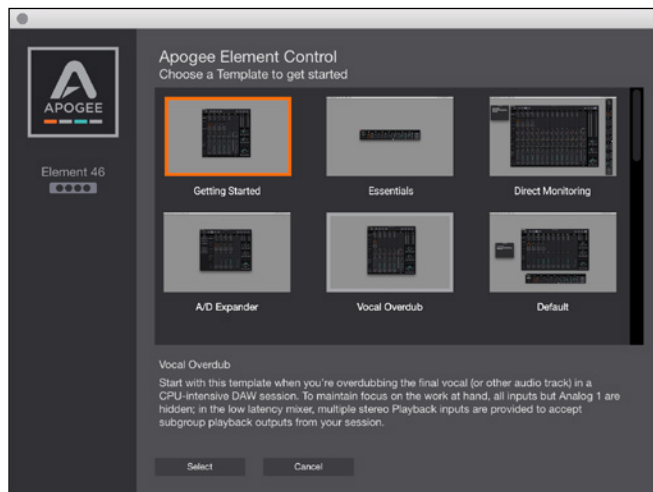 Apogee Element Control
Choose a Template to get started
APOGEE
Element 46
Getting Started
Essentials
Direct Monitoring
A/D Expander
Vocal Overdub
Default
Vocal Overdub
Start with this template when you're overdubbing the final vocal (or other audio track) in a
CPU-intensive DAW session. To maintain focus on the work at hand, all inputs but Analog 1 are
hidden; in the low latency mixer, multiple stereo Playback inputs are provided to accept
subgroup playback outputs from your session.
Select
Cancel